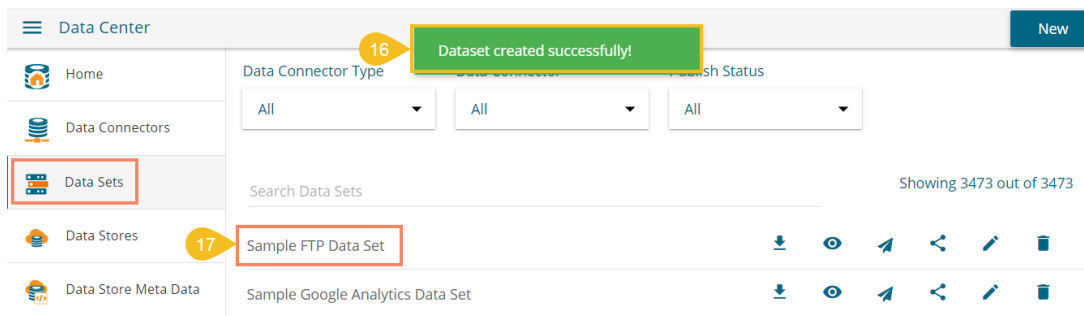 Data Center
New
16
Dataset created successfully!
Home
Data Connector Type
Data Connector
Publish Status
All
All
All
Data Connectors
Data Sets
Search Data Sets
Showing 3473 out of 3473
Data Stores
17
Sample FTP Data Set
Data Store Meta Data
Sample Google Analytics Data Set